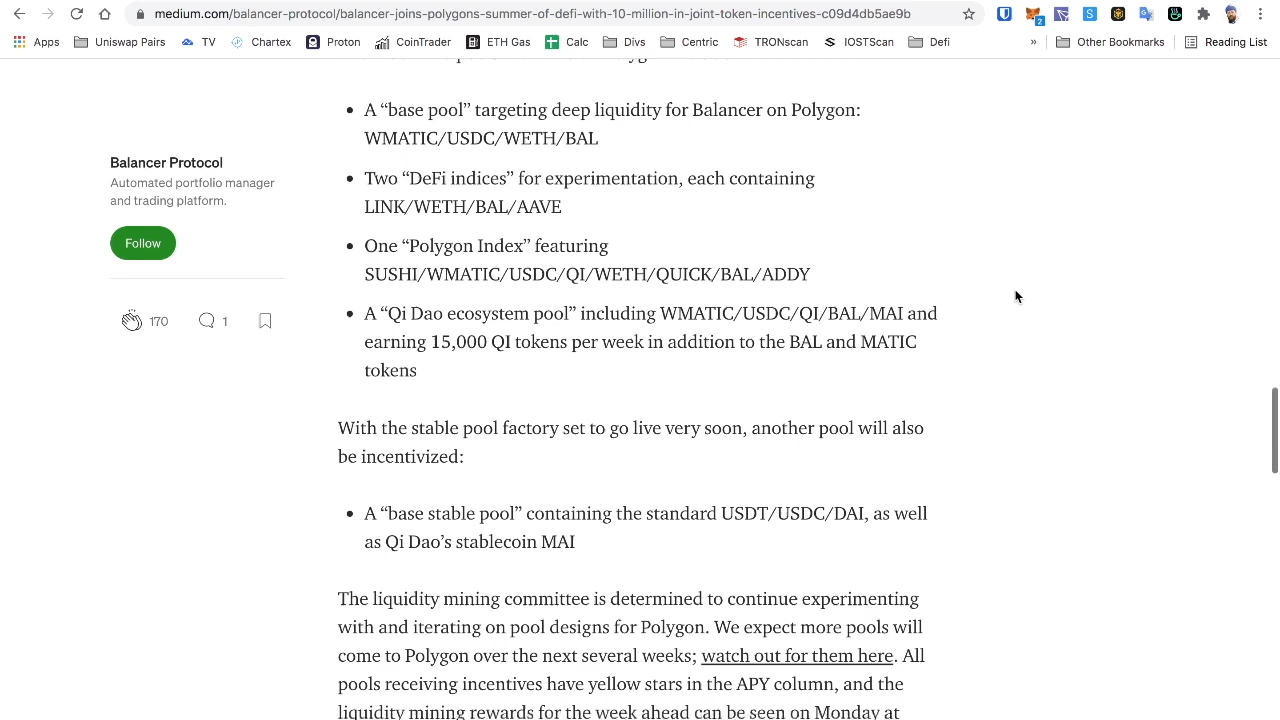 medium.com/balancer-protocol/balancer-joins-polygons-summer-of-defi-with-10-million-in-joint-token-incentives-c09d4db5ae9b
2
Apps Uniswap Pairs TV Chartex Proton CoinTrader ETH Gas Calc Divs Centric TRONscan IOSTScan Defi » Other Bookmarks Reading List
• A “base pool” targeting deep liquidity for Balancer on Polygon:
WMATIC/USDC/WETH/BAL
Balancer Protocol
Automated portfolio manager
and trading platform.
Follow
170 1
• Two “DeFi indices” for experimentation, each containing
LINK/WETH/BAL/AAVE
• One “Polygon Index” featuring
SUSHI/WMATIC/USDC/QI/WETH/QUICK/BAL/ADDY
• A “Qi Dao ecosystem pool” including WMATIC/USDC/QI/BAL/MAI and
earning 15,000 QI tokens per week in addition to the BAL and MATIC
tokens
With the stable pool factory set to go live very soon, another pool will also
be incentivized:
• A “base stable pool” containing the standard USDT/USDC/DAI, as well
as Qi Dao’s stablecoin MAI
The liquidity mining committee is determined to continue experimenting
with and iterating on pool designs for Polygon. We expect more pools will
come to Polygon over the next several weeks; watch out for them here. All
pools receiving incentives have yellow stars in the APY column, and the
liquidity mining rewards for the week ahead can be seen on Monday at